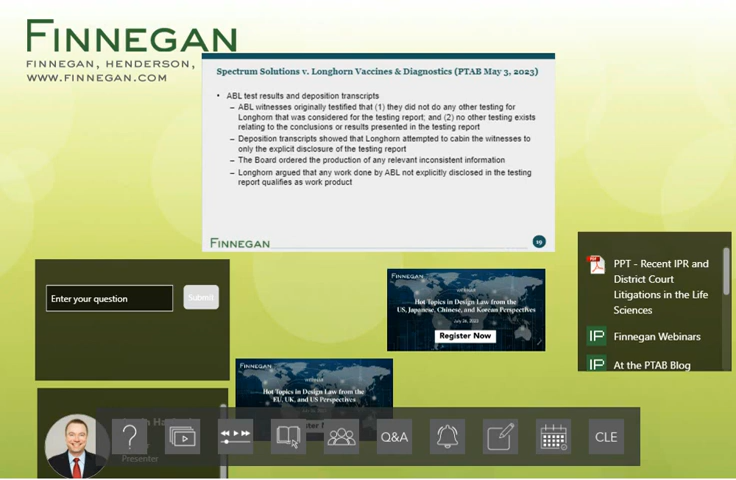 FINNEGAN
FINNEGAN, HENDERSON,
WWW.FINNEGAN.COM
Spectrum Solutions v. Longhorn Vaccines & Diagnostics (PTAB May 3, 2023)
• ABL test results and deposition transcripts
– ABL witnesses originally testified that (1) they did not do any other testing for
Longhorn that was considered for the testing report; and (2) no other testing exists
relating to the conclusions or results presented in the testing report
– Deposition transcripts showed that Longhorn attempted to cabin the witnesses to
only the explicit disclosure of the testing report
– The Board ordered the production of any relevant inconsistent information
– Longhorn argued that any work done by ABL not explicitly disclosed in the testing
report qualifies as work product
FINNEGAN
19
Enter your question
Submit
FINNEGAN
WEBINAR
Hot Topics in Design Law from the
US, Japanese, Chinese, and Korean Perspectives
July 26, 2023
Register Now
PDF
PPT - Recent IPR and
District Court
Litigations in the Life
Sciences
IP Finnegan Webinars
IP At the PTAB Blog
FINNEGAN
WEBINAR
Hot Topics in Design Law from the
EU, UK, and US Perspectives
Presenter
?
Q&A
CLE